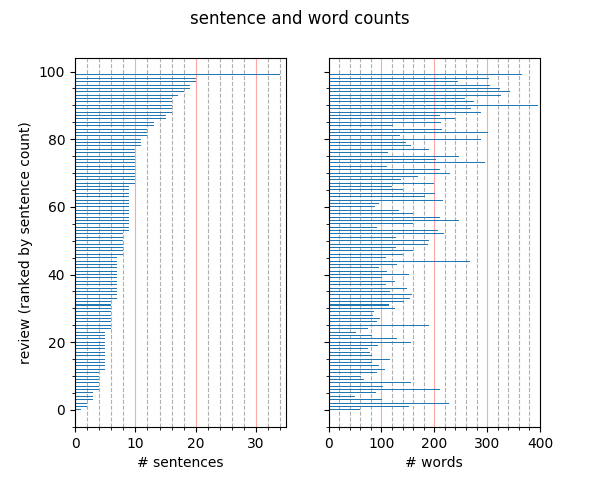 sentence and word counts
review (ranked by sentence count)
100
80
60
40
20
0
0 10 20 30
# sentences
0 100 200 300 400
# words